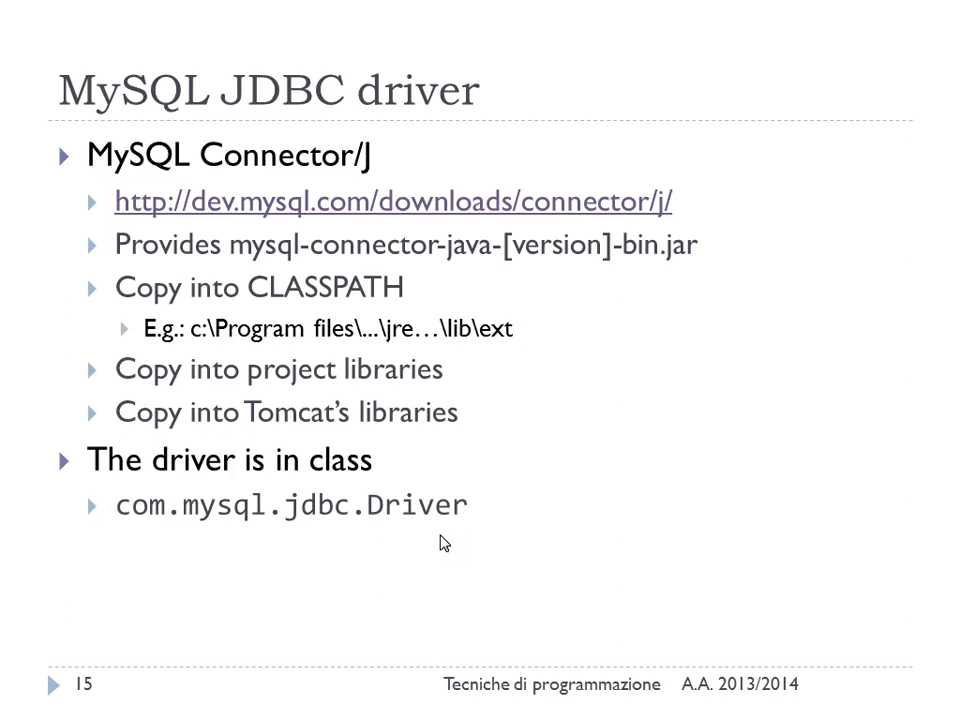 MySQL JDBC driver
MySQL Connector/J
http://dev.mysql.com/downloads/connector/j/
Provides mysql-connector-java-[version]-bin.jar
Copy into CLASSPATH
E.g.: c:\Program files\...\jre…\lib\ext
Copy into project libraries
Copy into Tomcat’s libraries
The driver is in class
com.mysql.jdbc.Driver
15 Tecniche di programmazione A.A. 2013/2014